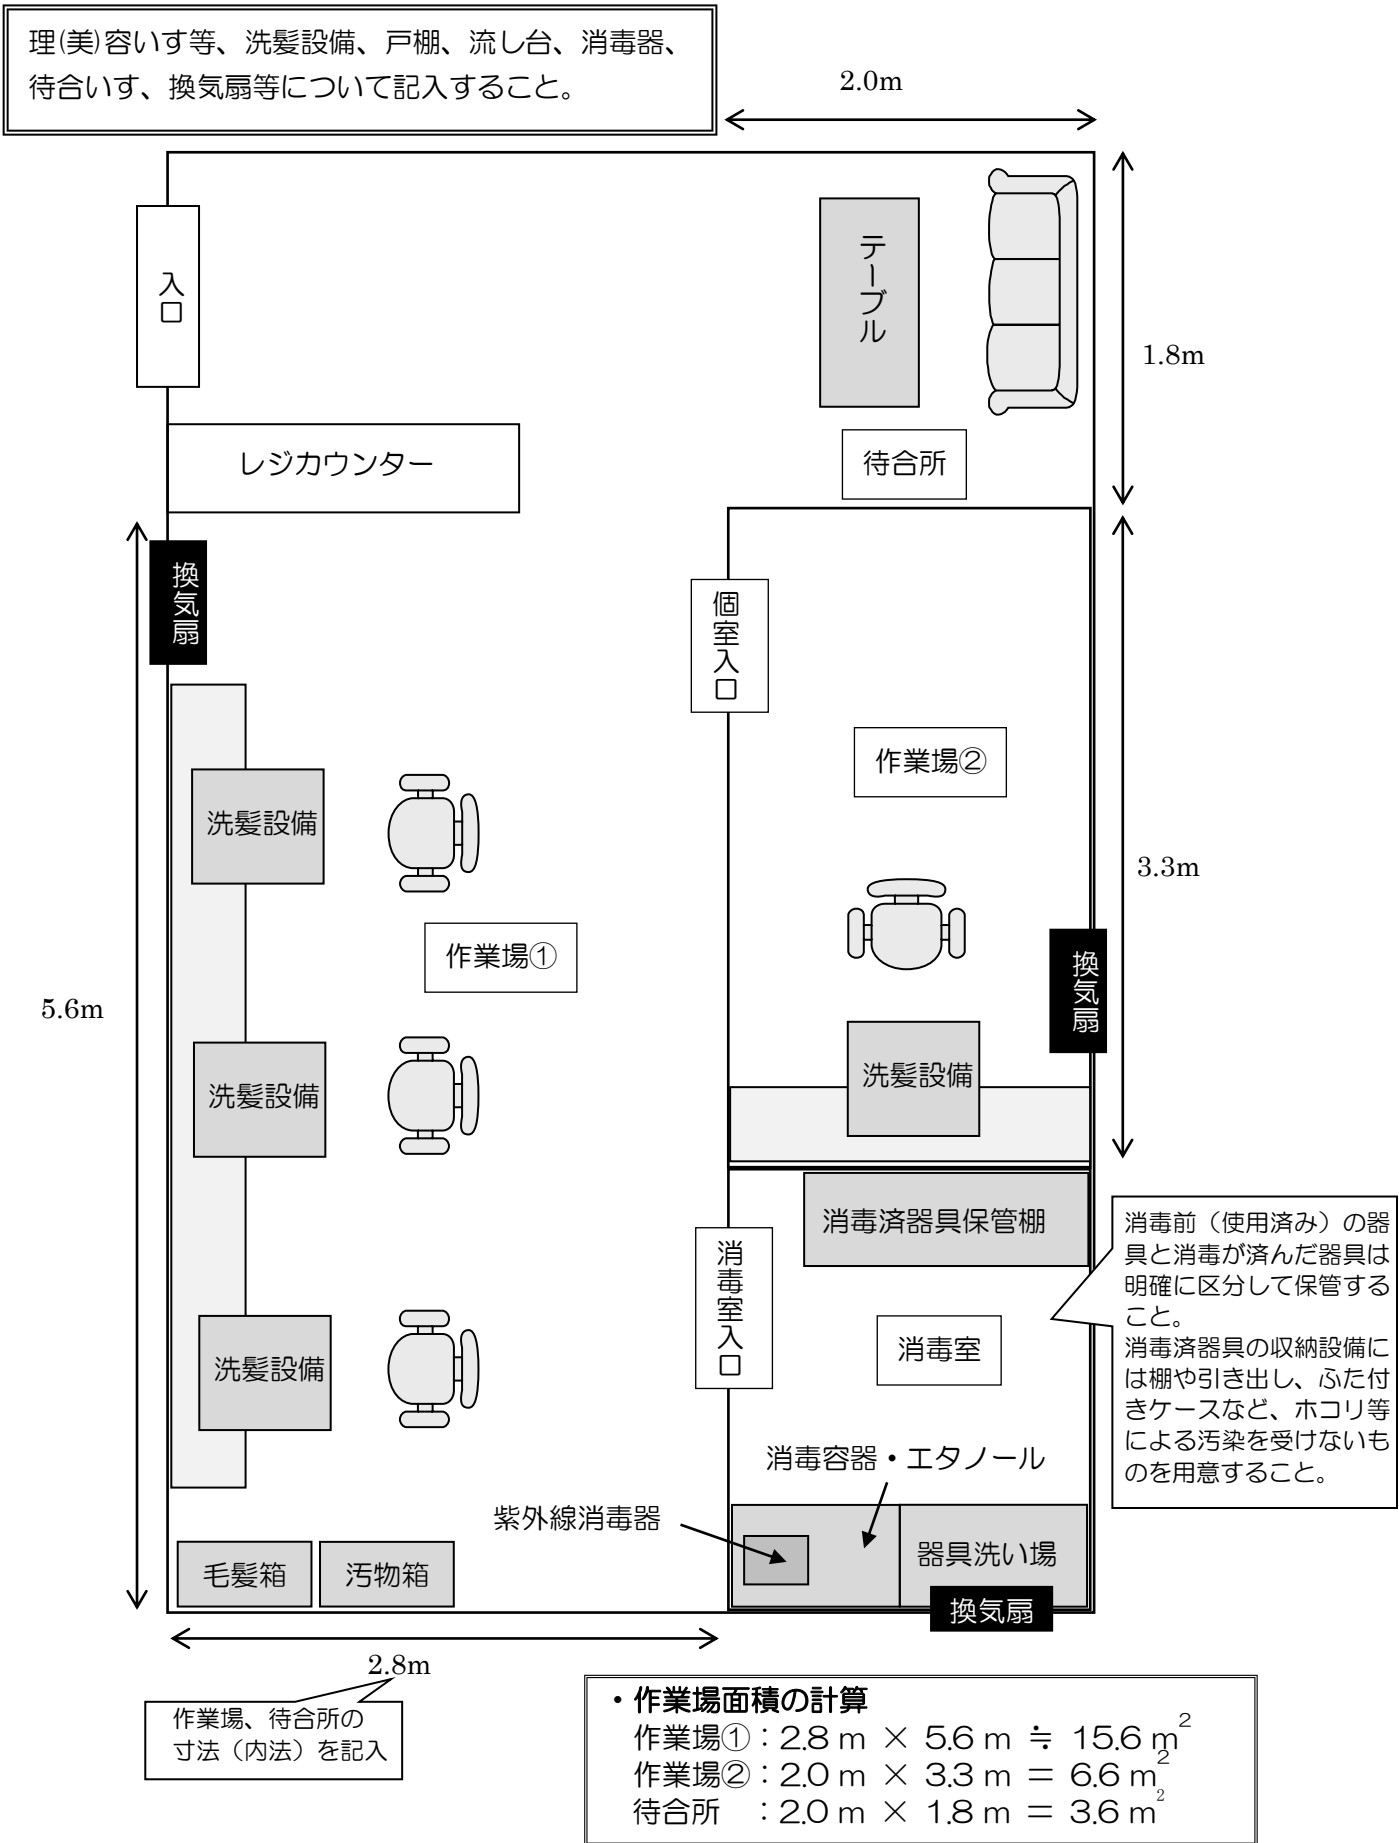 理(美)容いす等、洗髪設備、戸棚、流し台、消毒器、
待合いす、換気扇等について記入すること。
2.0m
入口
テーブル
1.8m
レジカウンター
待合所
換気扇
個室入口
作業場②
洗髪設備
3.3m
作業場①
換気扇
5.6m
洗髪設備
洗髪設備
消毒済器具保管棚
消毒前（使用済み）の器
具と消毒が済んだ器具は
明確に区分して保管する
こと。
消毒済器具の収納設備に
は棚や引き出し、ふた付
きケースなど、ホコリ等
による汚染を受けないも
のを用意すること。
消毒室入口
消毒室
洗髪設備
消毒容器・エタノール
紫外線消毒器
器具洗い場
毛髪箱
汚物箱
換気扇
2.8m
作業場、待合所の
寸法（内法）を記入
・作業場面積の計算
作業場①：2.8 m × 5.6 m ≒ 15.6 m²
作業場②：2.0 m × 3.3 m ＝ 6.6 m²
待合所　：2.0 m × 1.8 m ＝ 3.6 m²